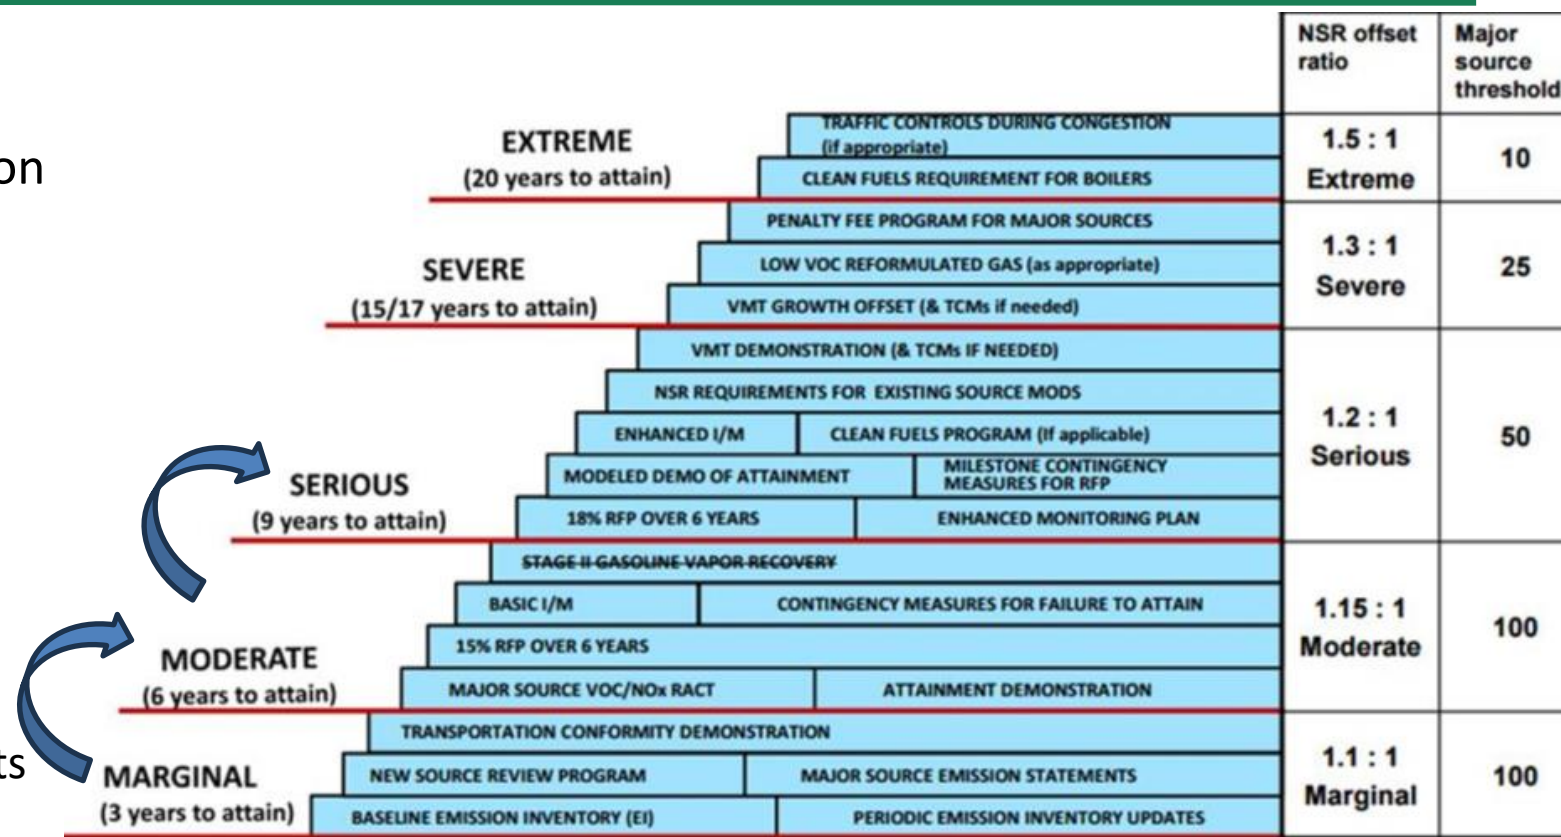 on
ts
NSR offset
ratio
Major
source
threshold
EXTREME
(20 years to attain)
TRAFFIC CONTROLS DURING CONGESTION
(if appropriate)
CLEAN FUELS REQUIREMENT FOR BOILERS
1.5 : 1
Extreme
10
SEVERE
(15/17 years to attain)
PENALTY FEE PROGRAM FOR MAJOR SOURCES
LOW VOC REFORMULATED GAS (as appropriate)
VMT GROWTH OFFSET (& TCMs if needed)
1.3 : 1
Severe
25
SERIOUS
(9 years to attain)
VMT DEMONSTRATION (& TCMs IF NEEDED)
NSR REQUIREMENTS FOR EXISTING SOURCE MODS
ENHANCED I/M
CLEAN FUELS PROGRAM (If applicable)
MODELED DEMO OF ATTAINMENT
MILESTONE CONTINGENCY
MEASURES FOR RFP
18% RFP OVER 6 YEARS
ENHANCED MONITORING PLAN
1.2 : 1
Serious
50
MODERATE
(6 years to attain)
STAGE II GASOLINE VAPOR RECOVERY
BASIC I/M
CONTINGENCY MEASURES FOR FAILURE TO ATTAIN
15% RFP OVER 6 YEARS
MAJOR SOURCE VOC/NOx RACT
ATTAINMENT DEMONSTRATION
1.15 : 1
Moderate
100
MARGINAL
(3 years to attain)
TRANSPORTATION CONFORMITY DEMONSTRATION
NEW SOURCE REVIEW PROGRAM
MAJOR SOURCE EMISSION STATEMENTS
BASELINE EMISSION INVENTORY (EI)
PERIODIC EMISSION INVENTORY UPDATES
1.1 : 1
Marginal
100